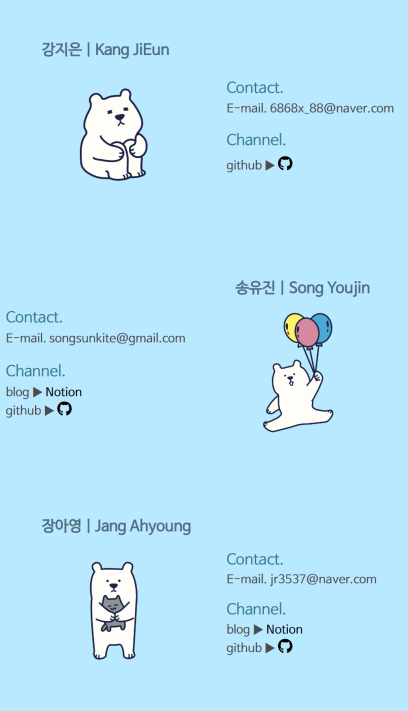 강지은 | Kang JiEun
Contact.
E-mail. 6868x_88@naver.com
Channel.
github ▶
송유진 | Song Youjin
Contact.
E-mail. songsunkite@gmail.com
Channel.
blog ▶ Notion
github ▶
장아영 | Jang Ahyoung
Contact.
E-mail. jr3537@naver.com
Channel.
blog ▶ Notion
github ▶